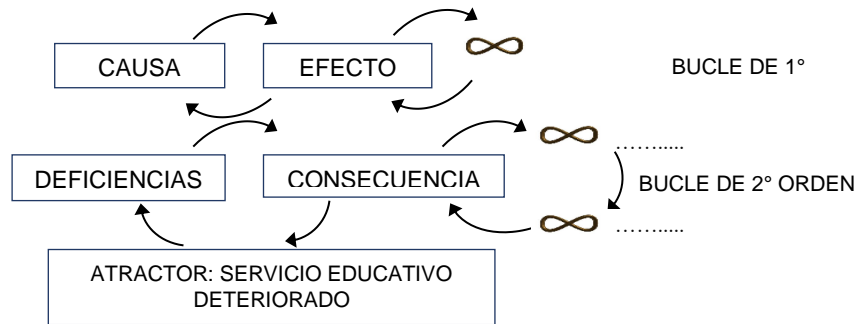 CAUSA
EFECTO
BUCLE DE 1°
DEFICIENCIAS
CONSECUENCIA
…….....
BUCLE DE 2° ORDEN
…….....
ATRACTOR: SERVICIO EDUCATIVO
DETERIORADO